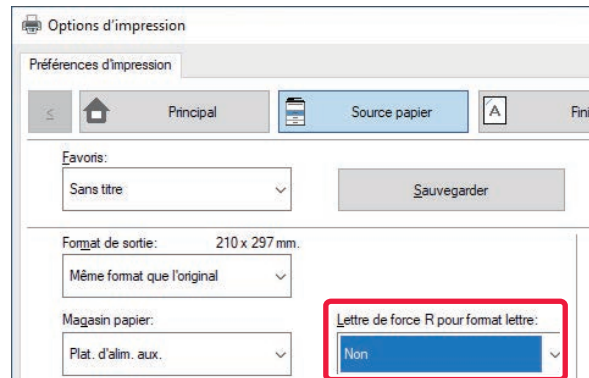 Options d'impression
Préférences d'impression
≤ Principal Source papier A Fini
Favoris:
Sans titre Sauvegarder
Format de sortie: 210 x 297 mm.
Même format que l'original
Magasin papier: Lettre de force R pour format lettre:
Plat. d'alim. aux. Non